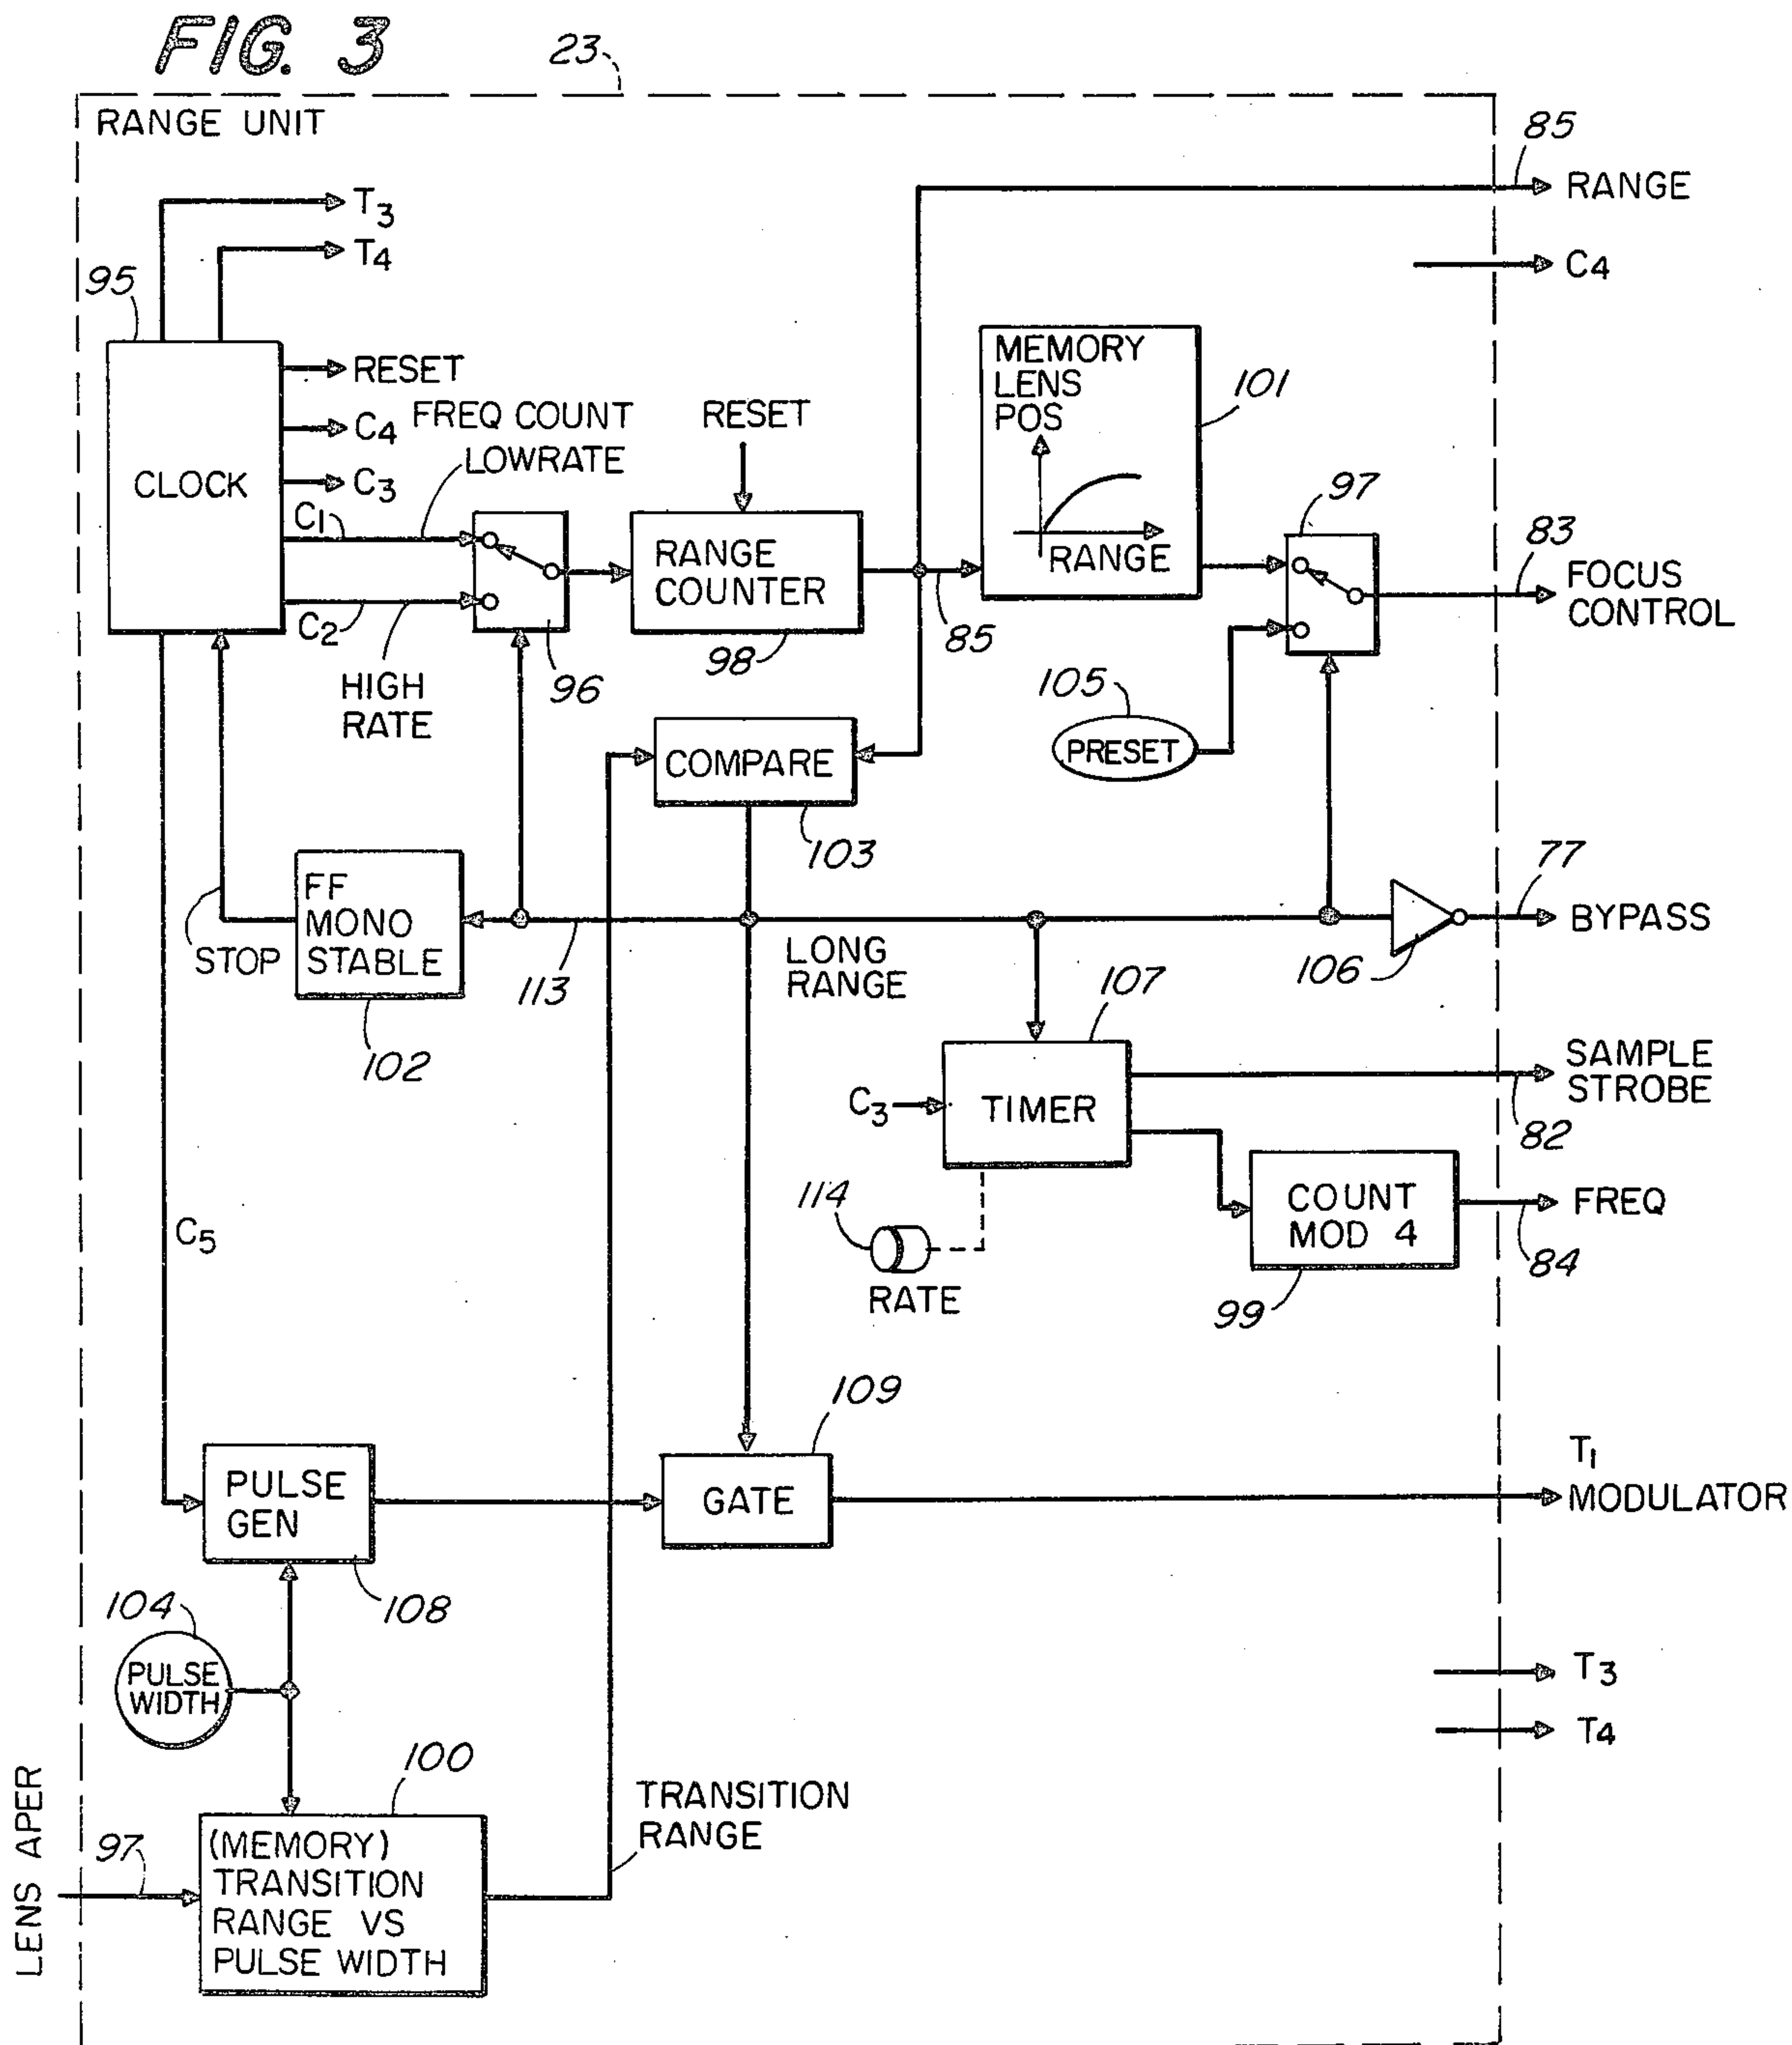 FIG. 3
23
RANGE UNIT
85
RANGE
T3
T4
C4
95
MEMORY
LENS
POS
101
RESET
C4
C3
FREQ COUNT
LOWRATE
RESET
CLOCK
97
C1
RANGE
83
FOCUS
CONTROL
RANGE
COUNTER
C2
98
85
HIGH
RATE
96
105
PRESET
COMPARE
103
77
BYPASS
FF
MONO
STABLE
STOP
113
LONG
RANGE
106
102
107
SAMPLE
STROBE
C3
TIMER
82
114
COUNT
MOD 4
FREQ
C5
84
RATE
99
109
T1
MODULATOR
PULSE
GEN
GATE
104
108
PULSE
WIDTH
T3
T4
100
TRANSITION
RANGE
LENS APER
97
(MEMORY)
TRANSITION
RANGE VS
PULSE WIDTH